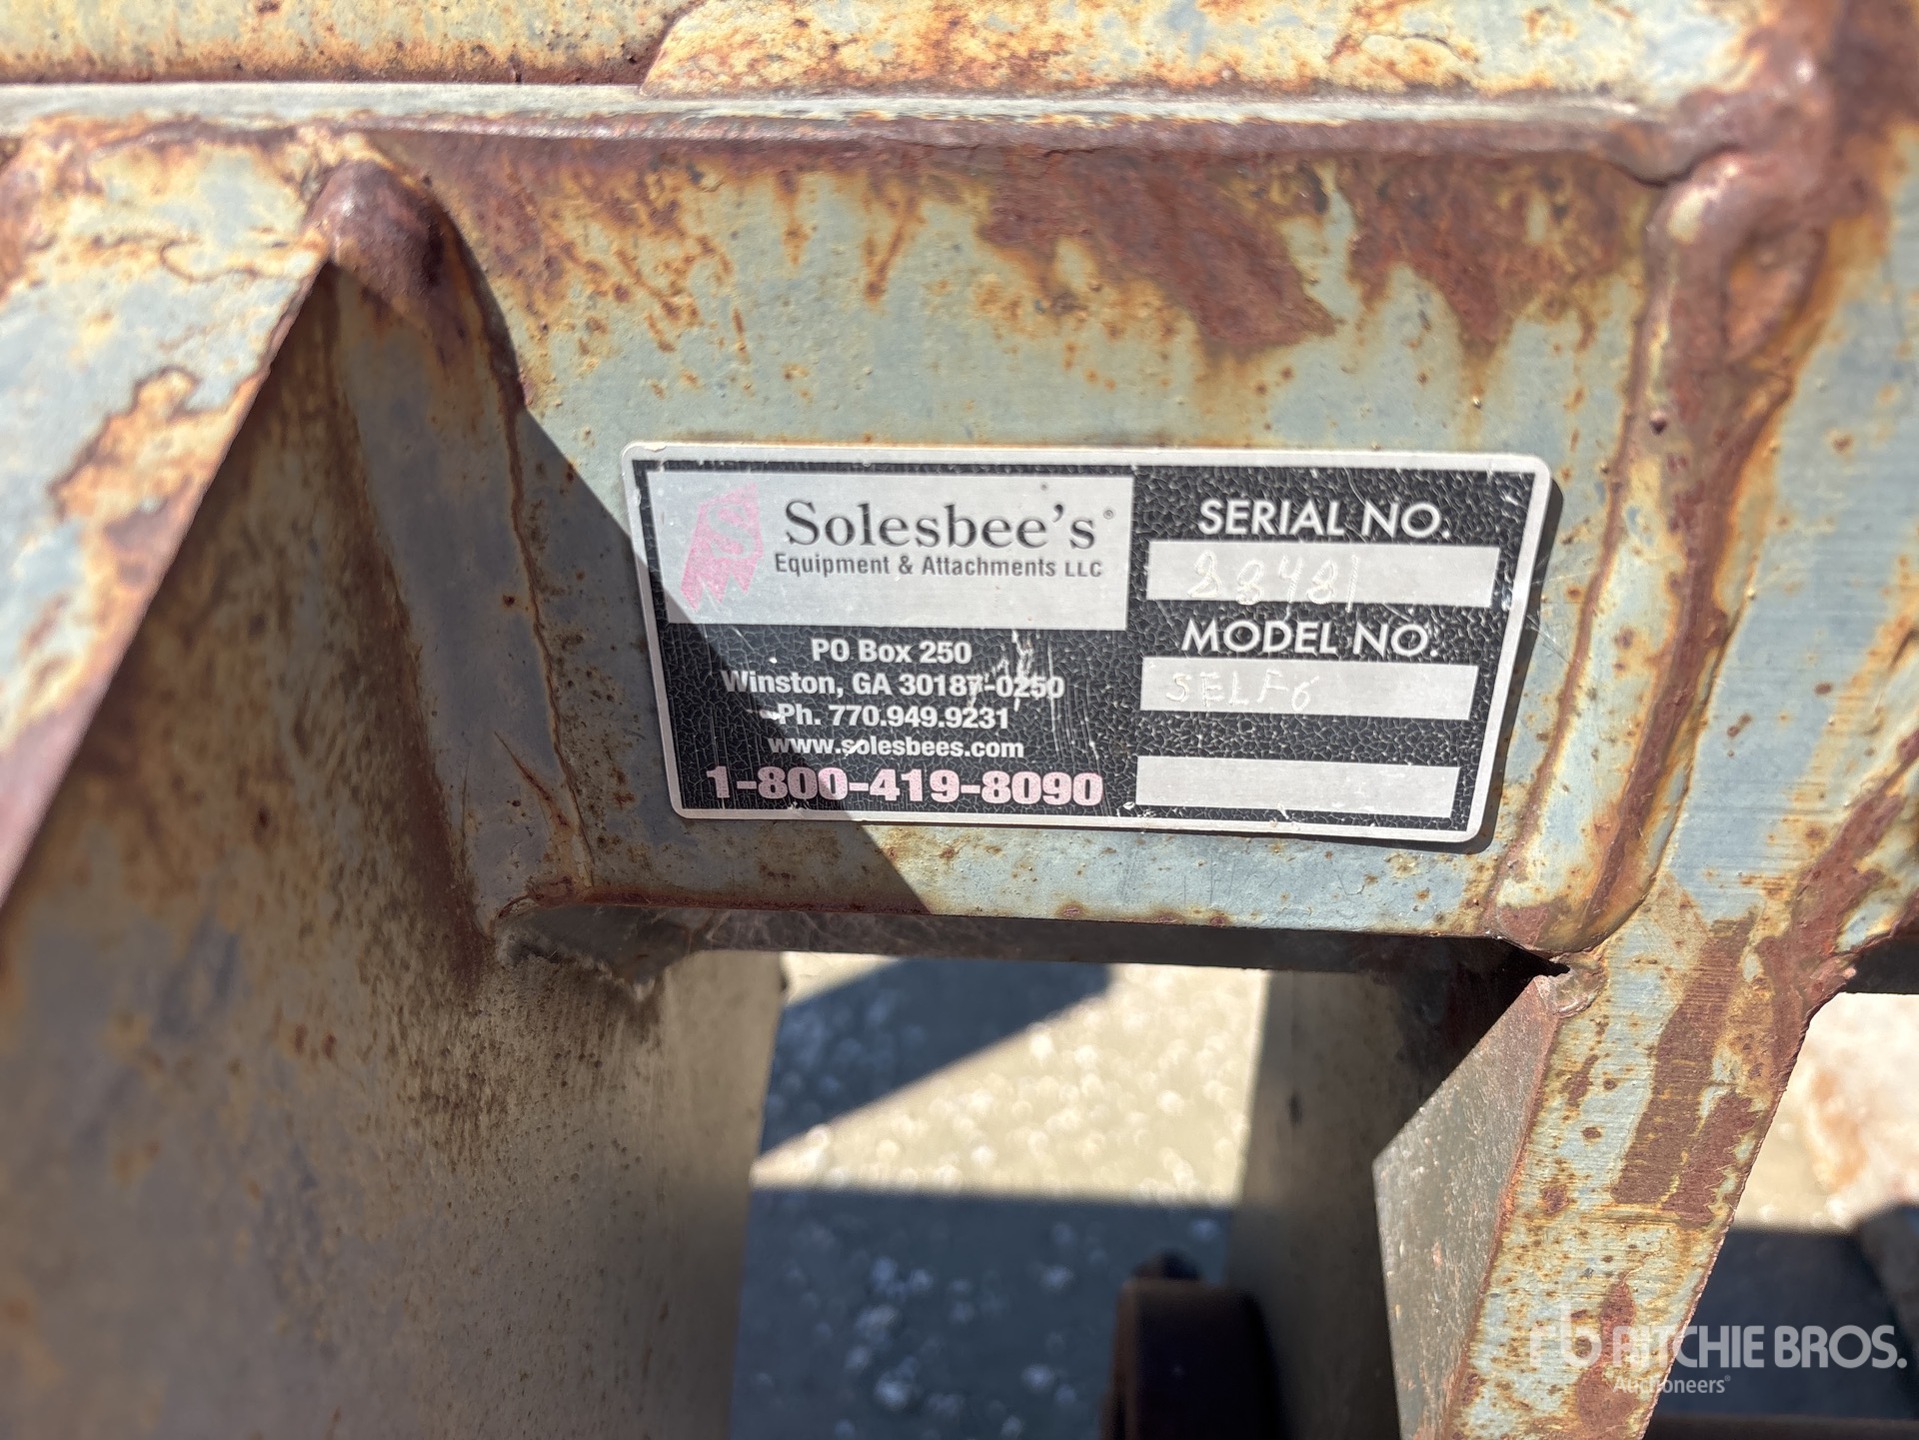 S
Solesbee's®
Equipment & Attachments LLC
PO Box 250
Winston, GA 30187-0250
Ph. 770.949.9231
www.solesbees.com
1-800-419-8090
SERIAL NO.
28481
MODEL NO.
SELF6
rb RITCHIE BROS.
Auctioneers®